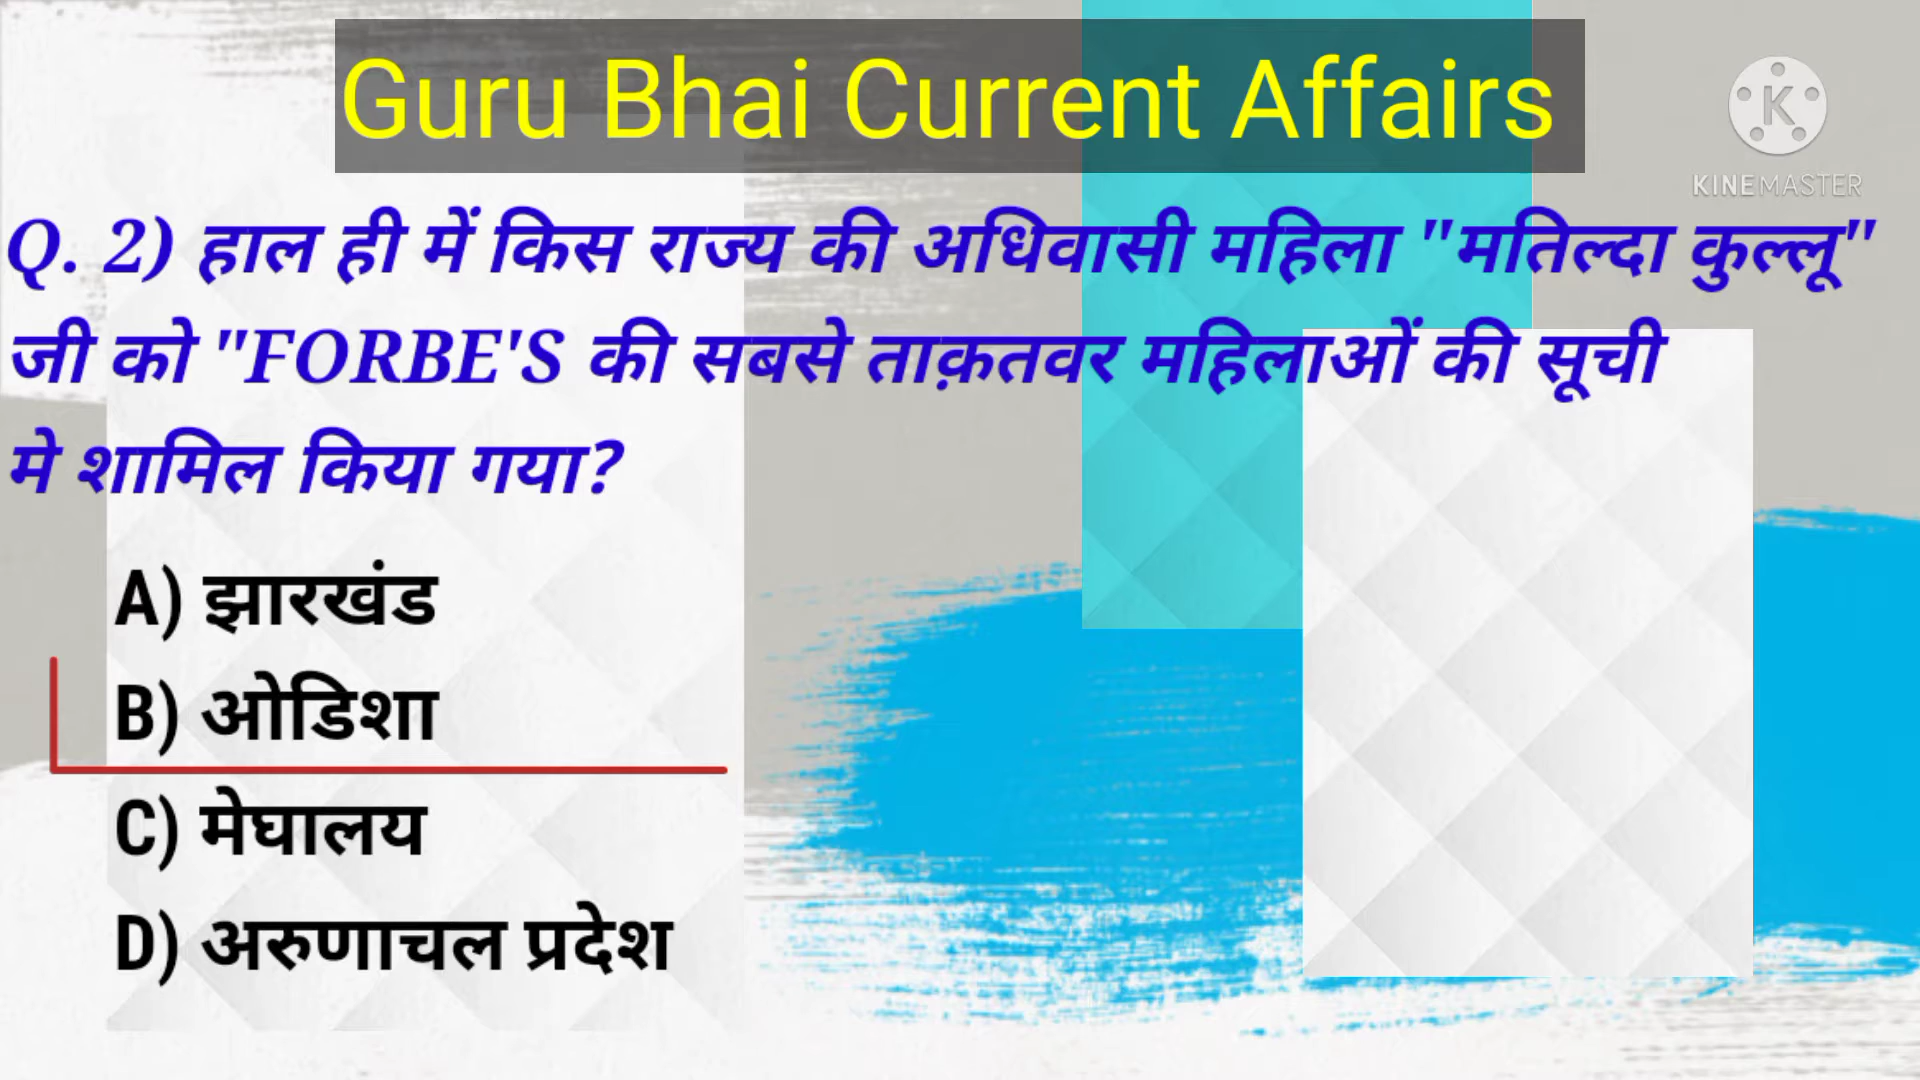 Guru Bhai Current Affairs
KINEMASTER
Q. 2) हाल ही में किस राज्य की अधिवासी महिला "मतिल्दा कुल्लू"
जी को "FORBE'S की सबसे ताक़तवर महिलाओं की सूची
मे शामिल किया गया?
A) झारखंड
B) ओडिशा
C) मेघालय
D) अरुणाचल प्रदेश